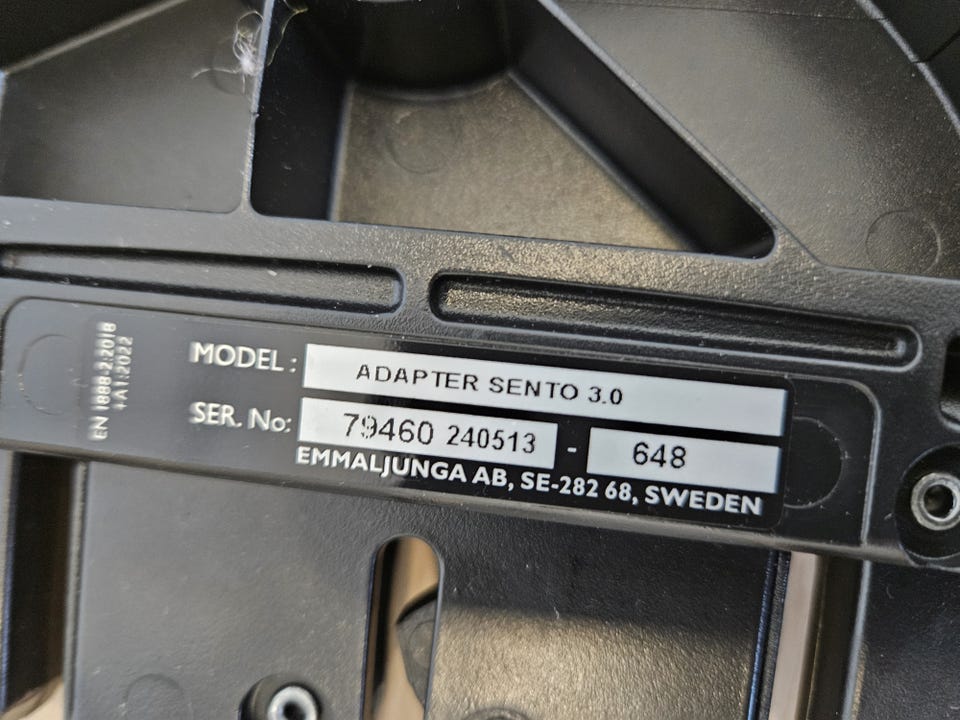 EN 1888-2:2018
+A1:2022
MODEL: ADAPTER SENTO 3.0
SER. No: 79460 240513 - 648
EMMALJUNGA AB, SE-282 68, SWEDEN